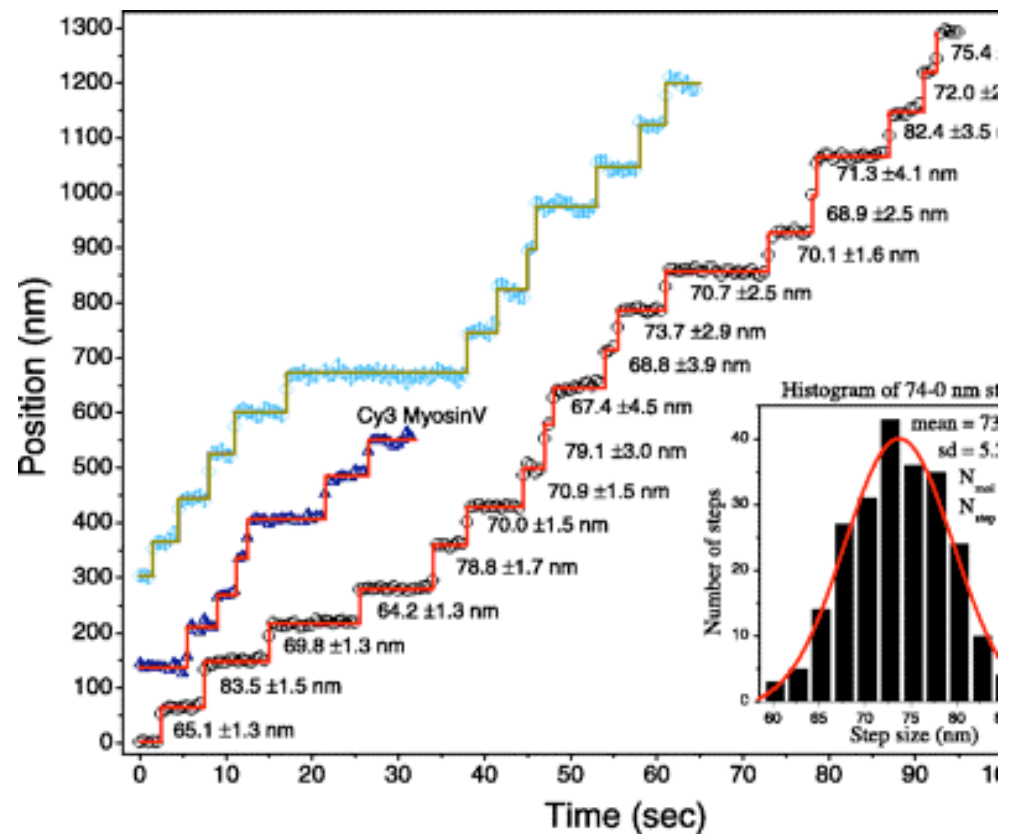 1300
1200
1100
1000
900
800
700
600
500
400
300
200
100
0
Position (nm)
0 10 20 30 40 50 60 70 80 90 10
Time (sec)
Cy3 MyosinV
75.4 ±
72.0 ±2
82.4 ±3.5
71.3 ±4.1 nm
68.9 ±2.5 nm
70.1 ±1.6 nm
70.7 ±2.5 nm
73.7 ±2.9 nm
68.8 ±3.9 nm
67.4 ±4.5 nm
79.1 ±3.0 nm
70.9 ±1.5 nm
70.0 ±1.5 nm
78.8 ±1.7 nm
64.2 ±1.3 nm
69.8 ±1.3 nm
83.5 ±1.5 nm
65.1 ±1.3 nm
Histogram of 74-0 nm st
mean = 73
sd = 5.
N mol
N step
40
20
0
Number of steps
60 65 70 75 80
Step size (nm)